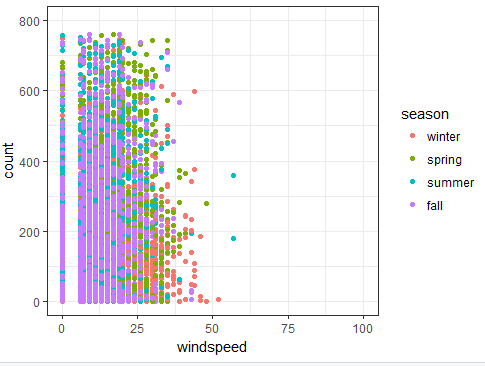 800
600
400
200
0
count
0 25 50 75 100
windspeed
season
winter
spring
summer
fall